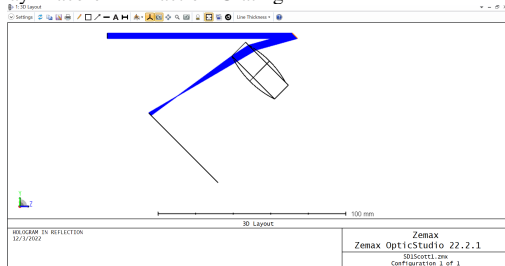 1: 3D Layout
Settings
Line Thickness
Y
Z
100 mm
3D Layout
HOLOGRAM IN REFLECTION
12/3/2022
Zemax
Zemax OpticStudio 22.2.1
SDiScotti.zmx
Configuration 1 of 1